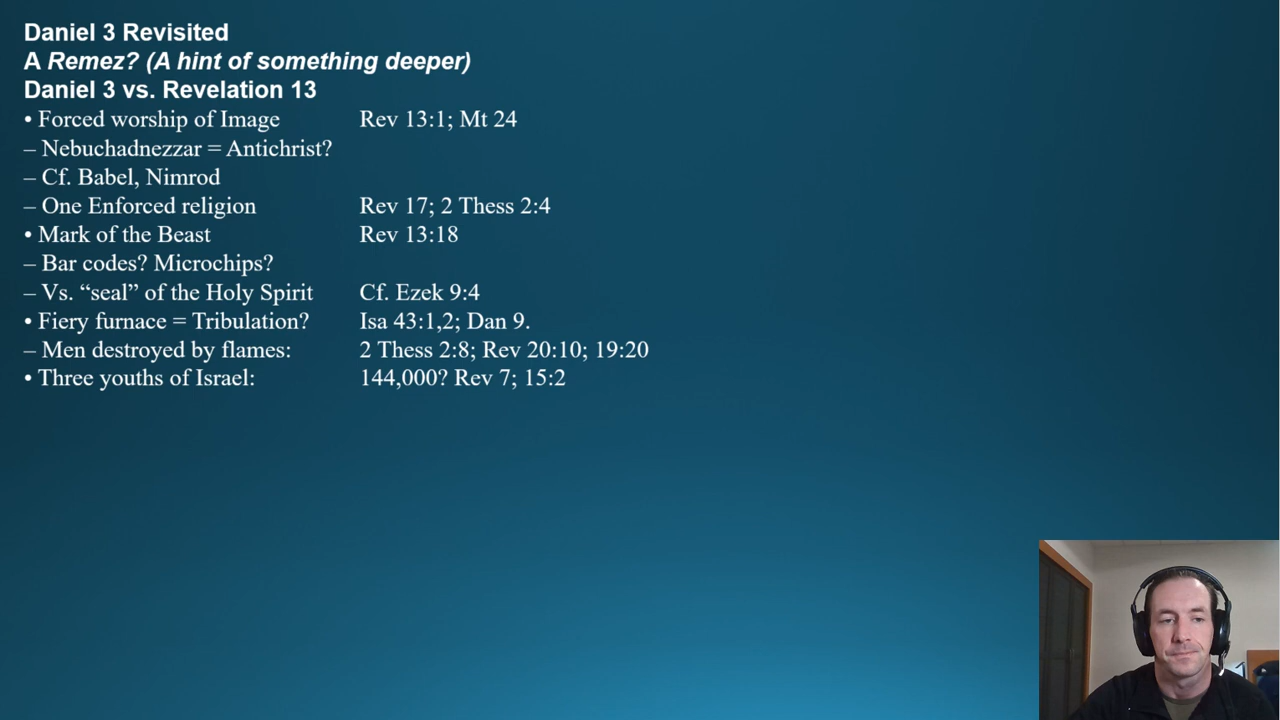 Daniel 3 Revisited
A Remez? (A hint of something deeper)
Daniel 3 vs. Revelation 13
• Forced worship of Image Rev 13:1; Mt 24
– Nebuchadnezzar = Antichrist?
– Cf. Babel, Nimrod
– One Enforced religion Rev 17; 2 Thess 2:4
• Mark of the Beast Rev 13:18
– Bar codes? Microchips?
– Vs. “seal” of the Holy Spirit Cf. Ezek 9:4
• Fiery furnace = Tribulation? Isa 43:1,2; Dan 9.
– Men destroyed by flames: 2 Thess 2:8; Rev 20:10; 19:20
• Three youths of Israel: 144,000? Rev 7; 15:2